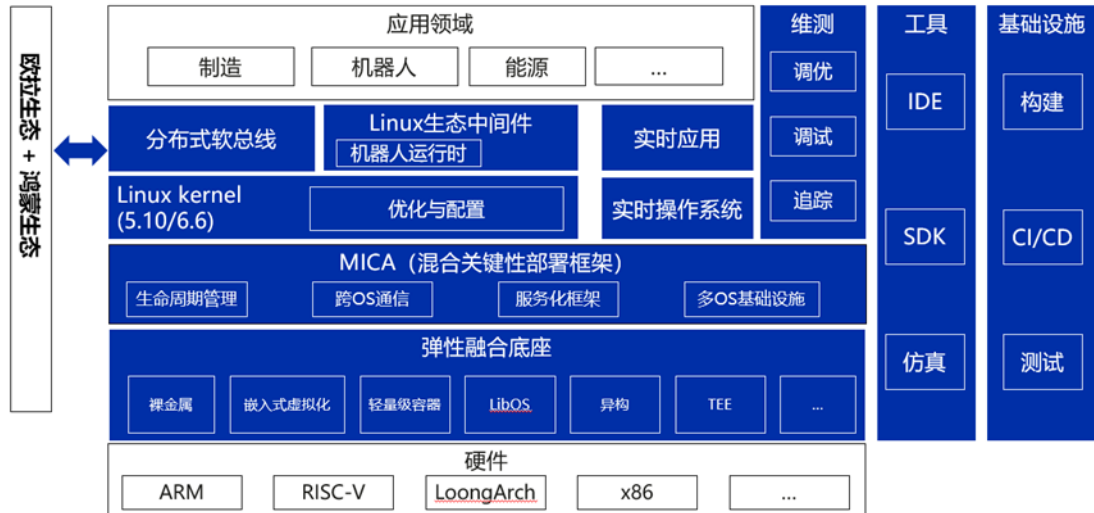 欧拉生态 + 鸿蒙生态
应用领域
制造
机器人
能源
...
分布式软总线
Linux生态中间件
机器人运行时
实时应用
Linux kernel
(5.10/6.6)
优化与配置
实时操作系统
MICA（混合关键性部署框架）
生命周期管理
跨OS通信
服务化框架
多OS基础设施
弹性融合底座
裸金属
嵌入式虚拟化
轻量级容器
LibOS
异构
TEE
...
硬件
ARM
RISC-V
LoongArch
x86
...
维测
调优
调试
追踪
工具
IDE
SDK
仿真
基础设施
构建
CI/CD
测试